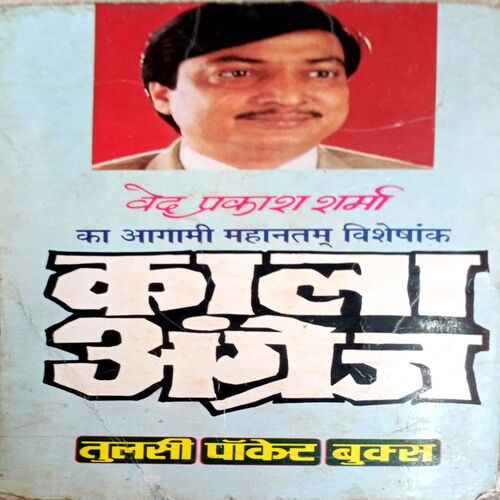 वेद प्रकाश शर्मा
का आगामी महानतम् विशेषांक
काला
अंग्रेज
तुलसी पॉकेट बुक्स